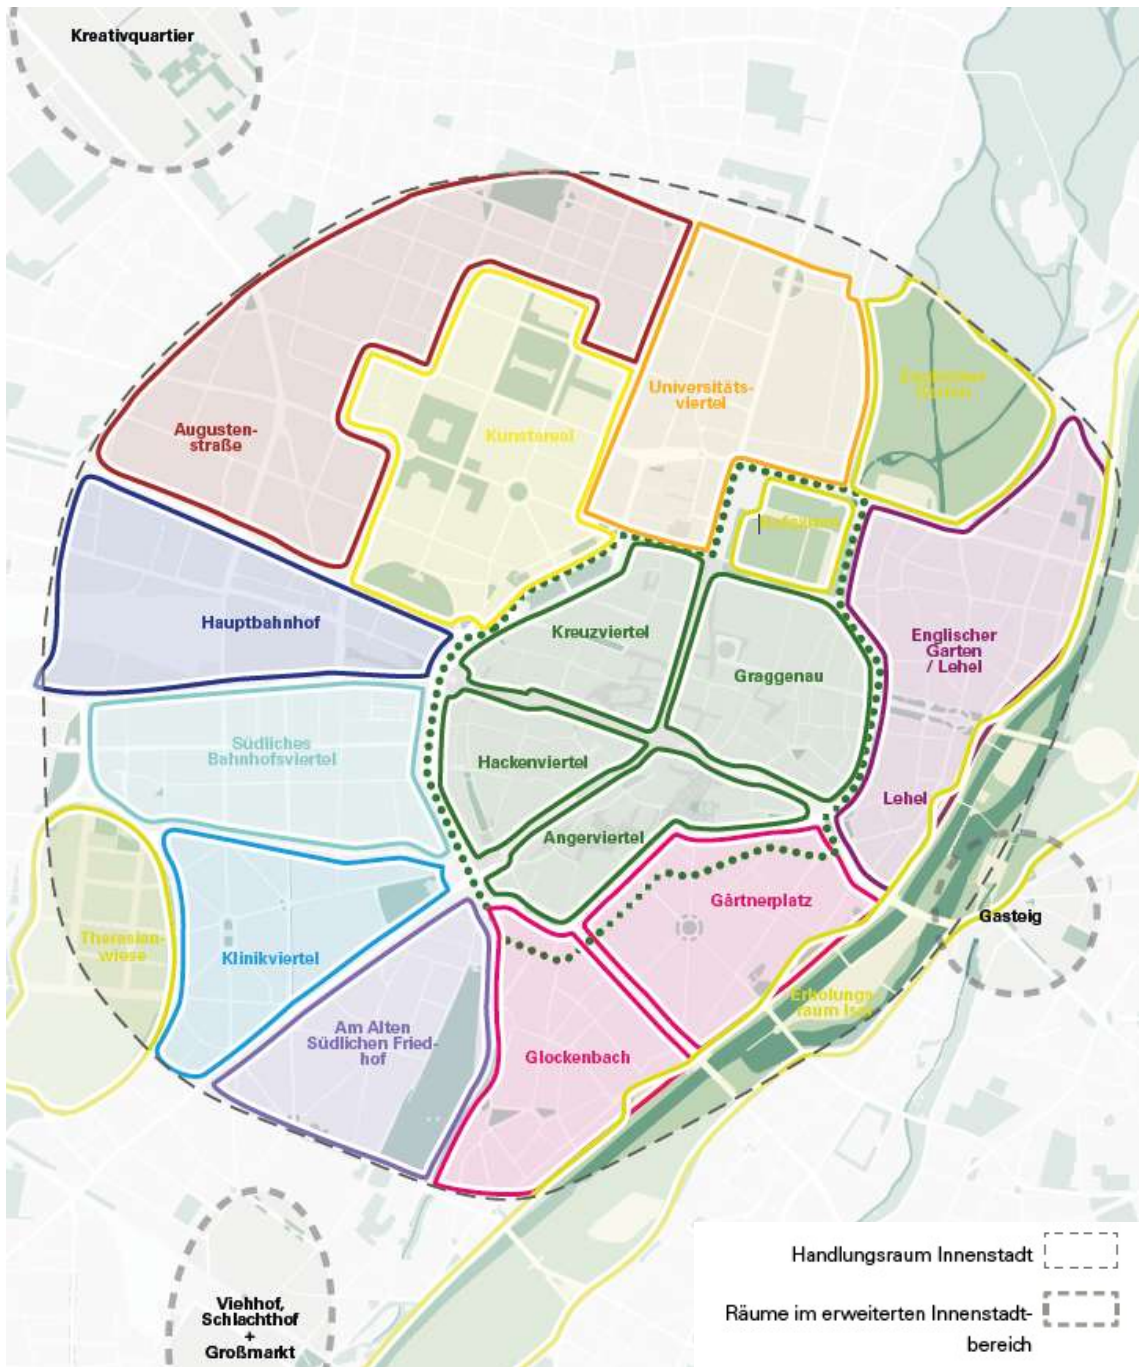 Kreativquartier
Universitäts-
viertel
Englischer
Garten
Augusten-
straße
Kunstareal
Hauptbahnhof
Kreuzviertel
Englischer
Garten
/ Lehel
Graggenau
Südliches
Bahnhofsviertel
Hackenviertel
Lehel
Angerviertel
Gärtnerplatz
Gasteig
Theresien-
wiese
Klinikviertel
Erholungs-
raum Isar
Am Alten
Südlichen Fried-
hof
Glockenbach
Viehhof,
Schlachthof
+
Großmarkt
Handlungsraum Innenstadt
Räume im erweiterten Innenstadt-
bereich